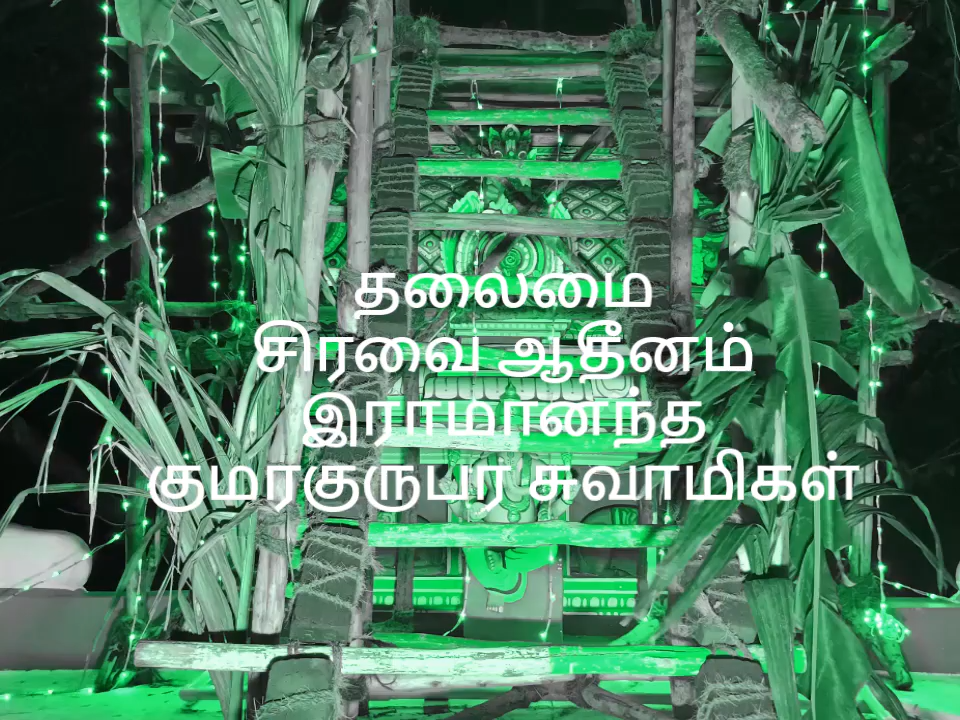 தலைமை
சிரவை ஆதீனம்
இராமானந்த
குமரகுருபர சுவாமிகள்